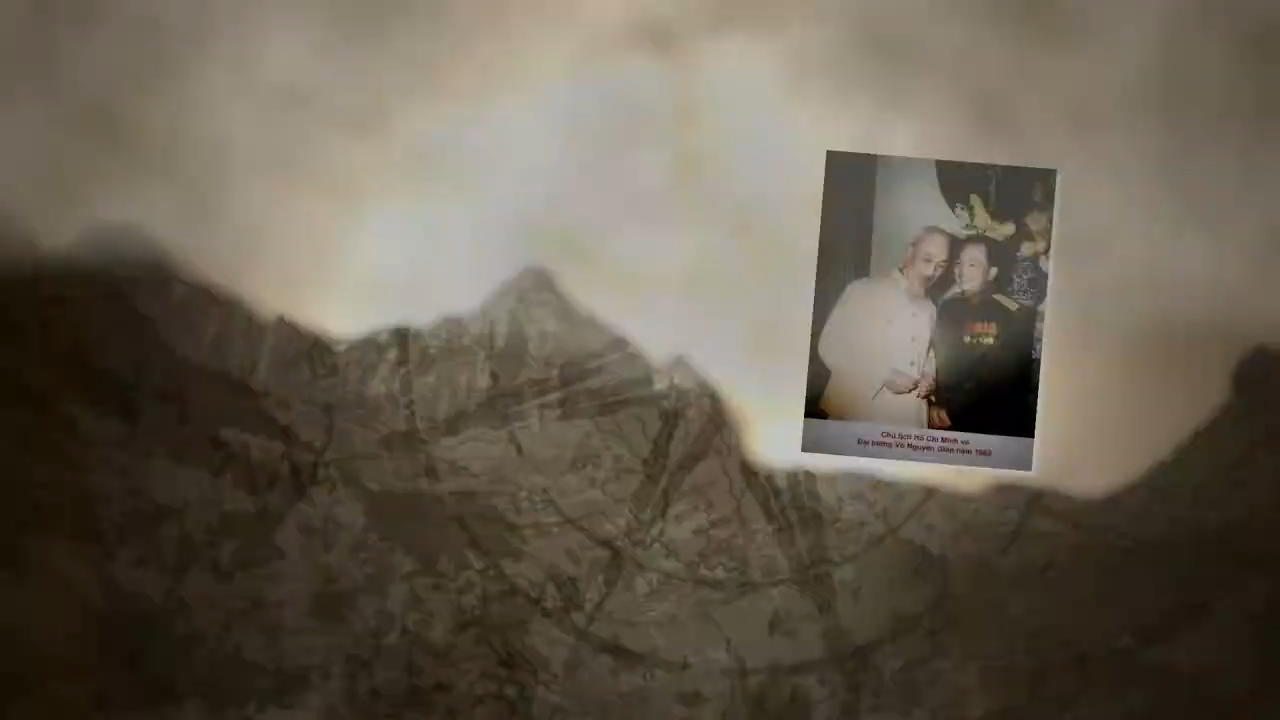 Chủ tịch Hồ Chí Minh và
Đại tướng Võ Nguyên Giáp năm